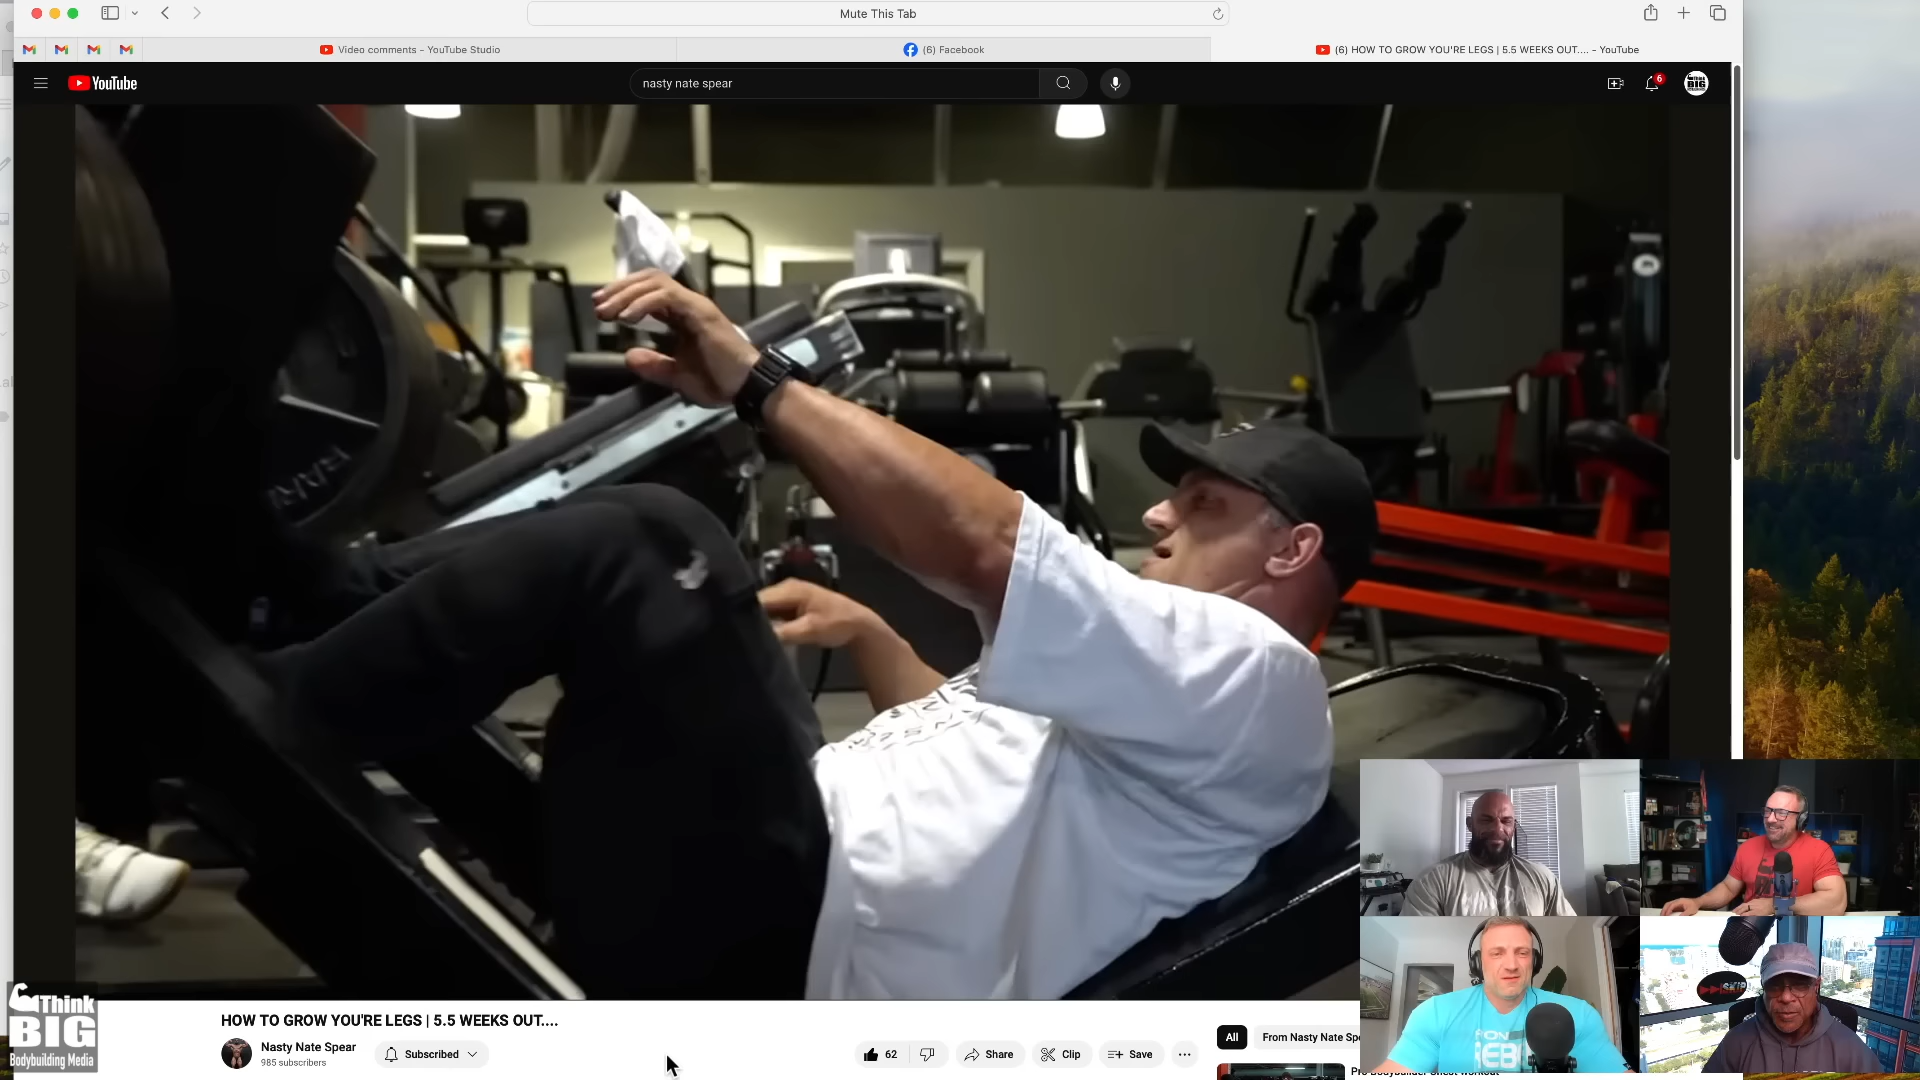 Mute This Tab
Video comments - YouTube Studio
(6) Facebook
(6) HOW TO GROW YOU'RE LEGS | 5.5 WEEKS OUT.... - YouTube
YouTube
nasty nate spear
6
HOW TO GROW YOU'RE LEGS | 5.5 WEEKS OUT....
Nasty Nate Spear
985 subscribers
Subscribed
62
Share
Clip
Save
All
From Nasty Nate Spe
Think
BIG
Bodybuilding Media
SKIP